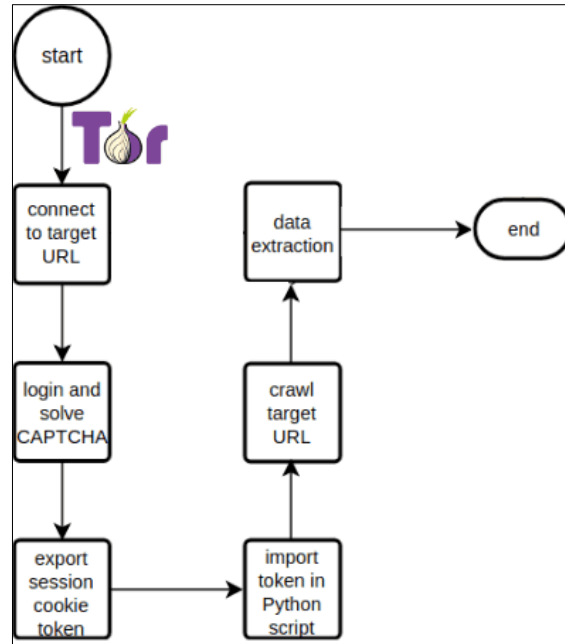 start
Tor
connect
to target
URL
login and
solve
CAPTCHA
export
session
cookie
token
import
token in
Python
script
crawl
target
URL
data
extraction
end